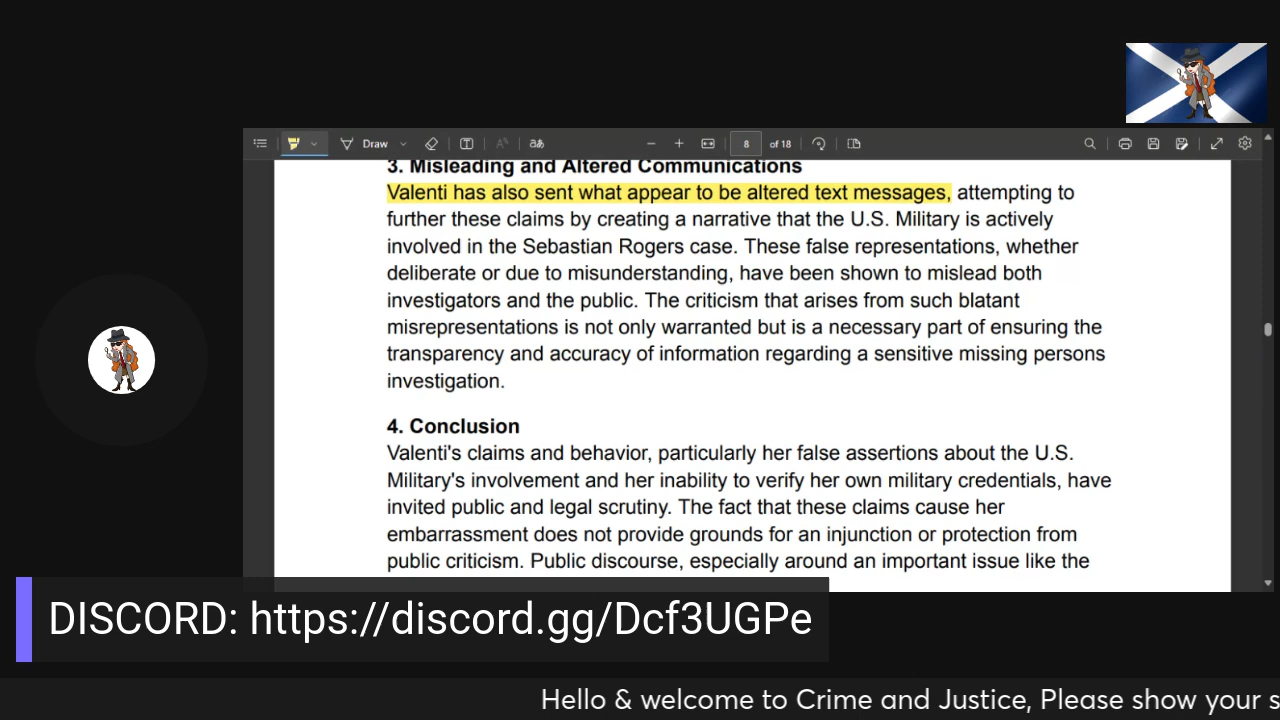 Draw
8
of 18
3. Misleading and Altered Communications
Valenti has also sent what appear to be altered text messages, attempting to
further these claims by creating a narrative that the U.S. Military is actively
involved in the Sebastian Rogers case. These false representations, whether
deliberate or due to misunderstanding, have been shown to mislead both
investigators and the public. The criticism that arises from such blatant
misrepresentations is not only warranted but is a necessary part of ensuring the
transparency and accuracy of information regarding a sensitive missing persons
investigation.
4. Conclusion
Valenti's claims and behavior, particularly her false assertions about the U.S.
Military's involvement and her inability to verify her own military credentials, have
invited public and legal scrutiny. The fact that these claims cause her
embarrassment does not provide grounds for an injunction or protection from
public criticism. Public discourse, especially around an important issue like the
DISCORD: https://discord.gg/Dcf3UGPe
Hello & welcome to Crime and Justice, Please show your s